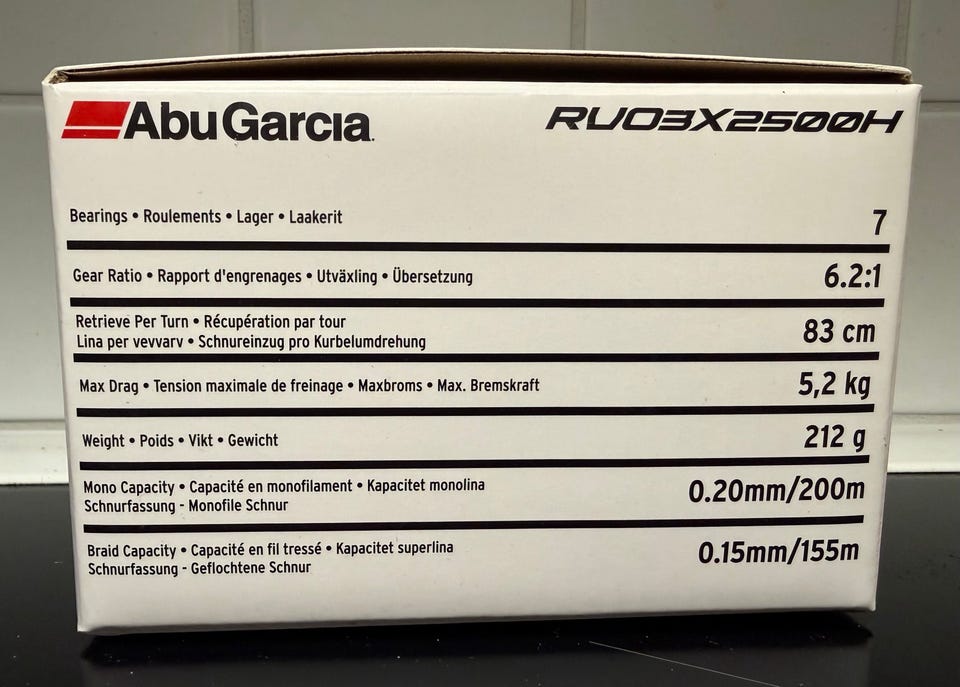 Abu Garcia.
RVO3X2500H
Bearings • Roulements • Lager • Laakerit
7
Gear Ratio • Rapport d'engrenages • Utväxling • Übersetzung
6.2:1
Retrieve Per Turn • Récupération par tour
Lina per vevvarv • Schnureinzug pro Kurbelumdrehung
83 cm
Max Drag • Tension maximale de freinage • Maxbroms • Max. Bremskraft
5,2 kg
Weight • Poids • Vikt • Gewicht
212 g
Mono Capacity • Capacité en monofilament • Kapacitet monolina
Schnurfassung - Monofile Schnur
0.20mm/200m
Braid Capacity • Capacité en fil tressé • Kapacitet superlina
Schnurfassung - Geflochtene Schnur
0.15mm/155m